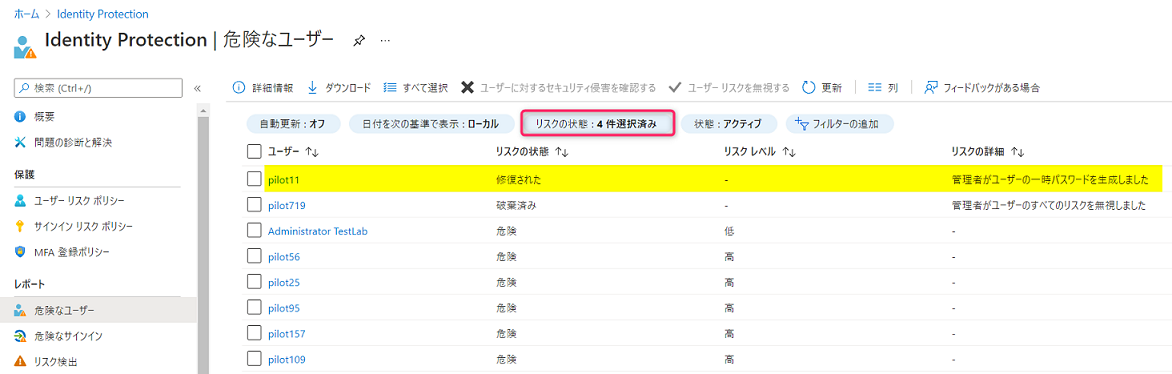 ホーム > Identity Protection
Identity Protection | 危険なユーザー ...
検索 (Ctrl+/) «
詳細情報 ダウンロード すべて選択 ユーザーに対するセキュリティ侵害を確認する ユーザー リスクを無視する 更新 列 フィードバックがある場合
概要
問題の診断と解決
保護
ユーザー リスク ポリシー
サインイン リスク ポリシー
MFA 登録ポリシー
レポート
危険なユーザー
危険なサインイン
リスク検出
自動更新 : オフ 日付を次の基準で表示 : ローカル リスクの状態 : 4 件選択済み 状態 : アクティブ フィルターの追加
ユーザー ↑↓ リスクの状態 ↑↓ リスク レベル ↑↓ リスクの詳細 ↑↓
pilot11 修復された - 管理者がユーザーの一時パスワードを生成しました
pilot719 破棄済み - 管理者がユーザーのすべてのリスクを無視しました
Administrator TestLab 危険 低 -
pilot56 危険 高 -
pilot25 危険 高 -
pilot95 危険 高 -
pilot157 危険 高 -
pilot109 危険 高 -